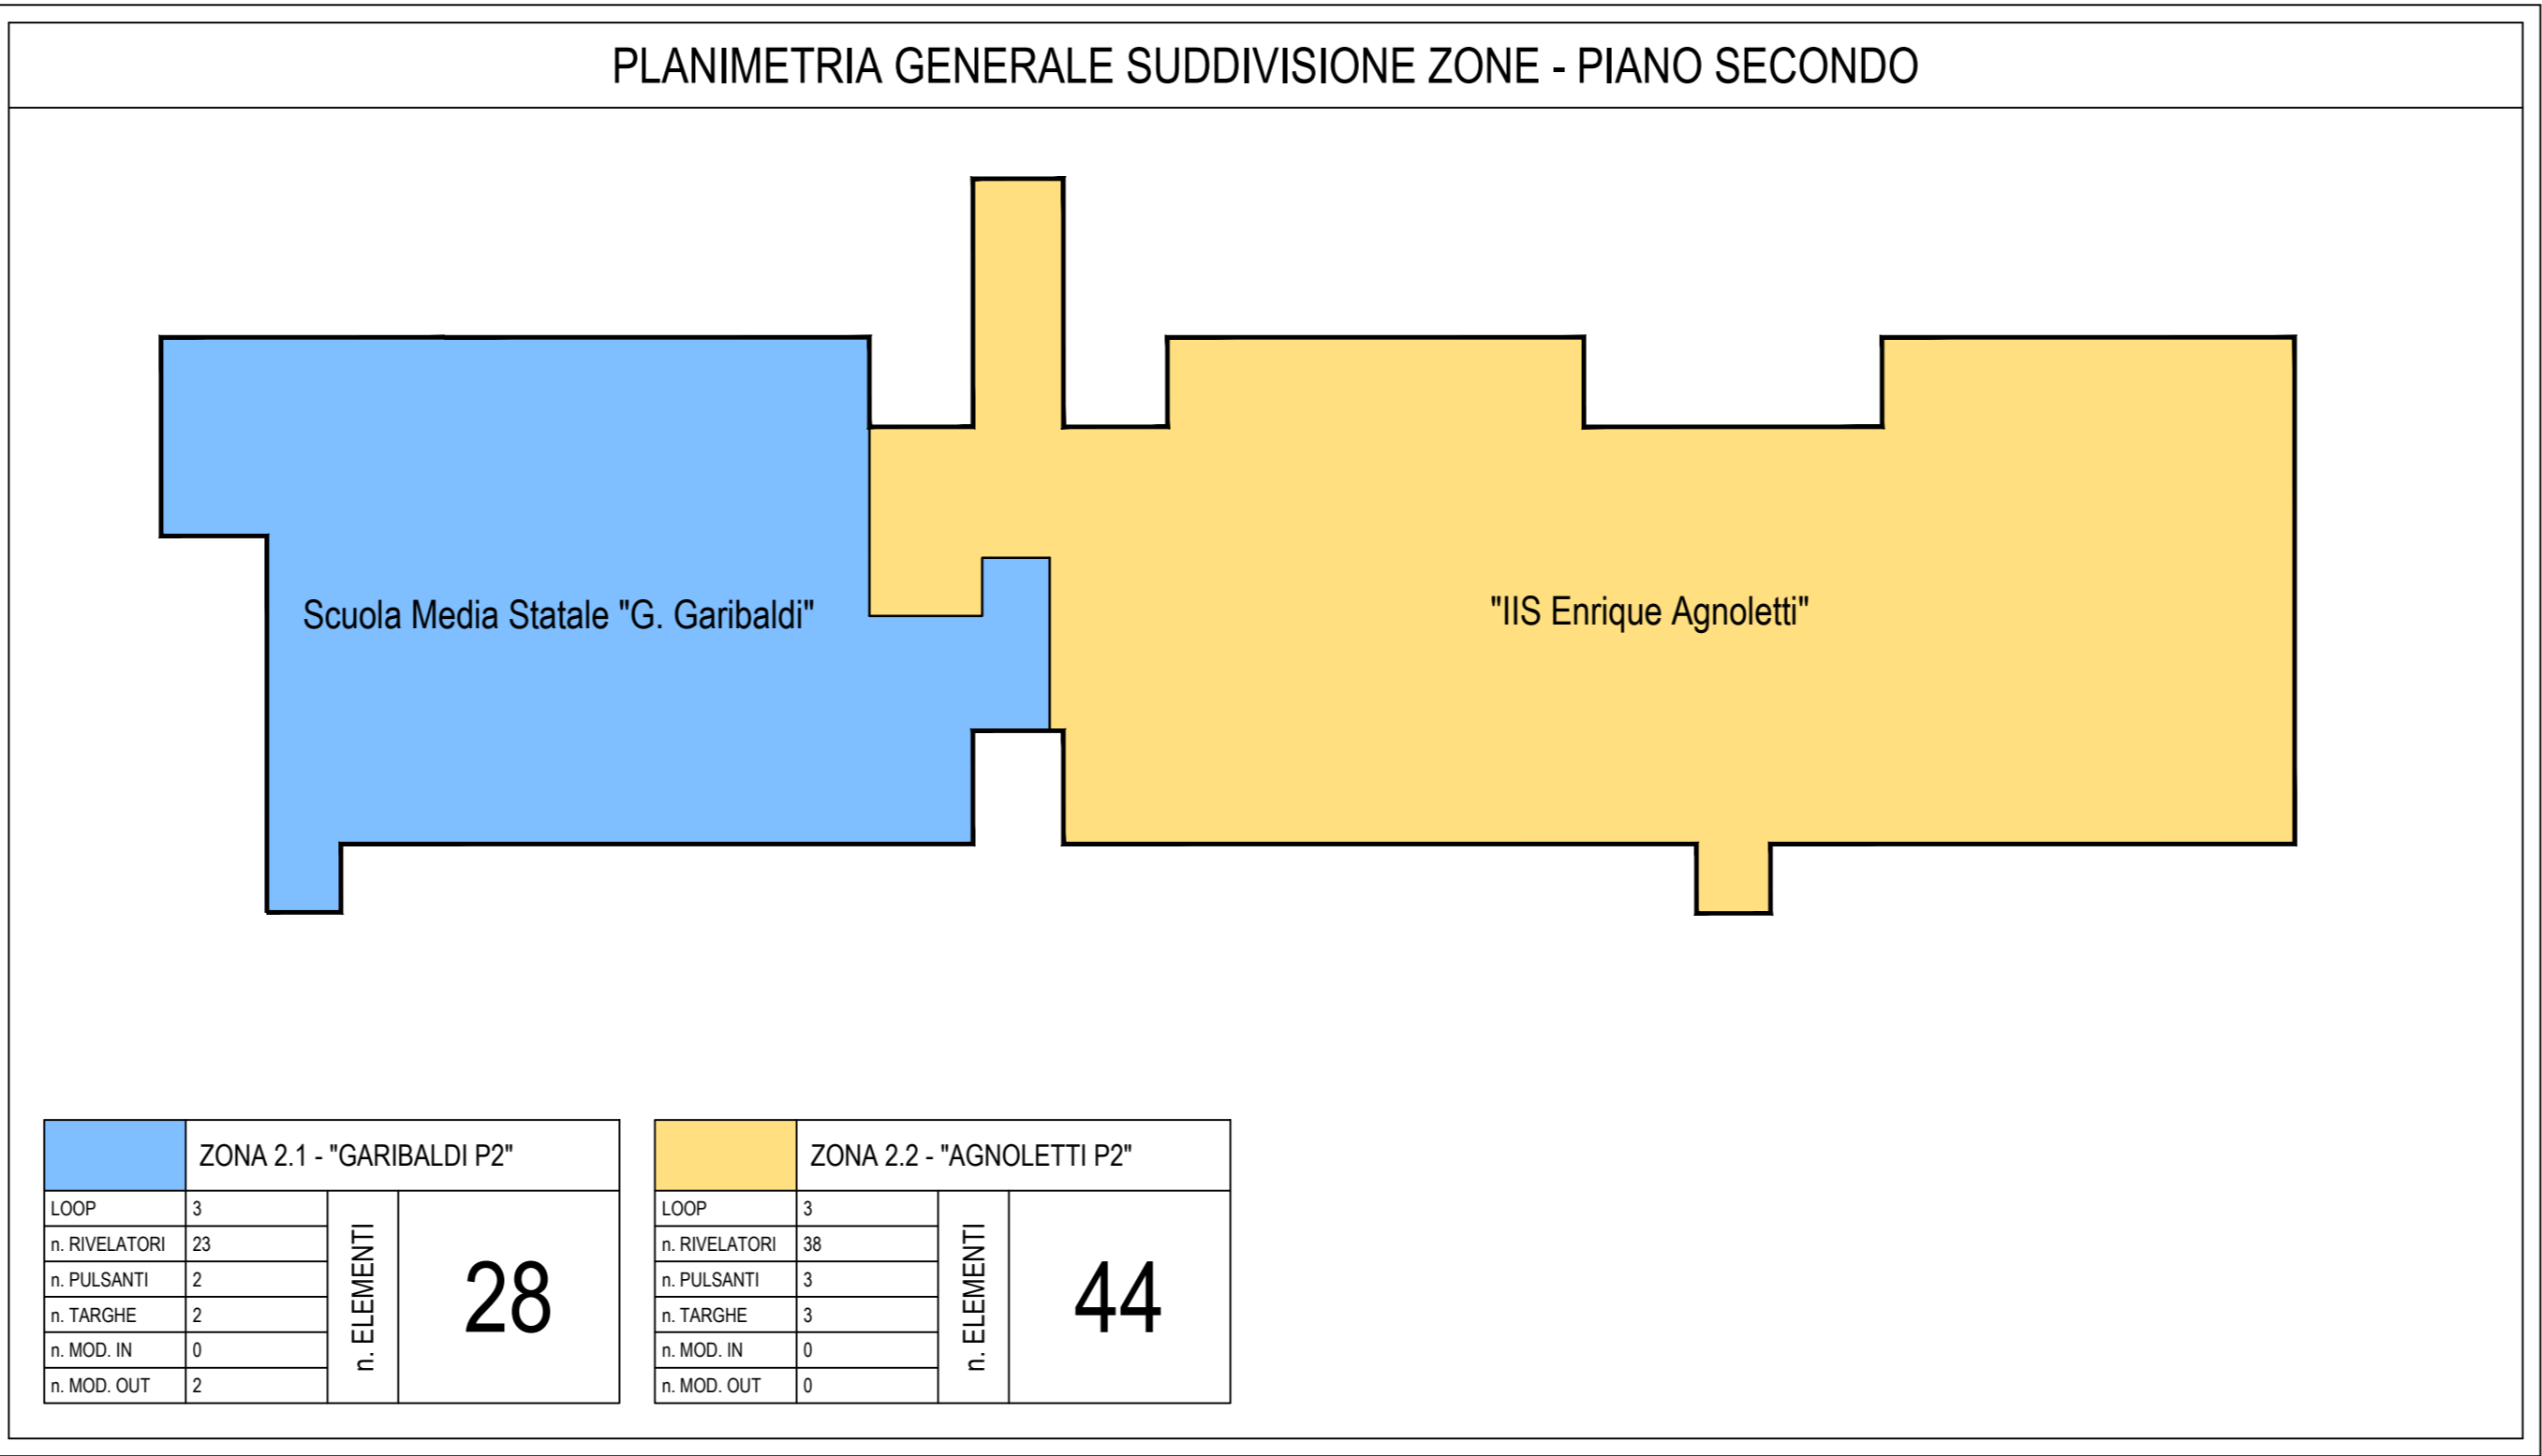 PLANIMETRIA GENERALE SUDDIVISIONE ZONE - PIANO SECONDO
Scuola Media Statale "G. Garibaldi"
"IIS Enrique Agnoletti"
ZONA 2.1 - "GARIBALDI P2"
LOOP 3
n. RIVELATORI 23
n. PULSANTI 2
n. TARGHE 2
n. MOD. IN 0
n. MOD. OUT 2
n. ELEMENTI
28
ZONA 2.2 - "AGNOLETTI P2"
LOOP 3
n. RIVELATORI 38
n. PULSANTI 3
n. TARGHE 3
n. MOD. IN 0
n. MOD. OUT 0
n. ELEMENTI
44